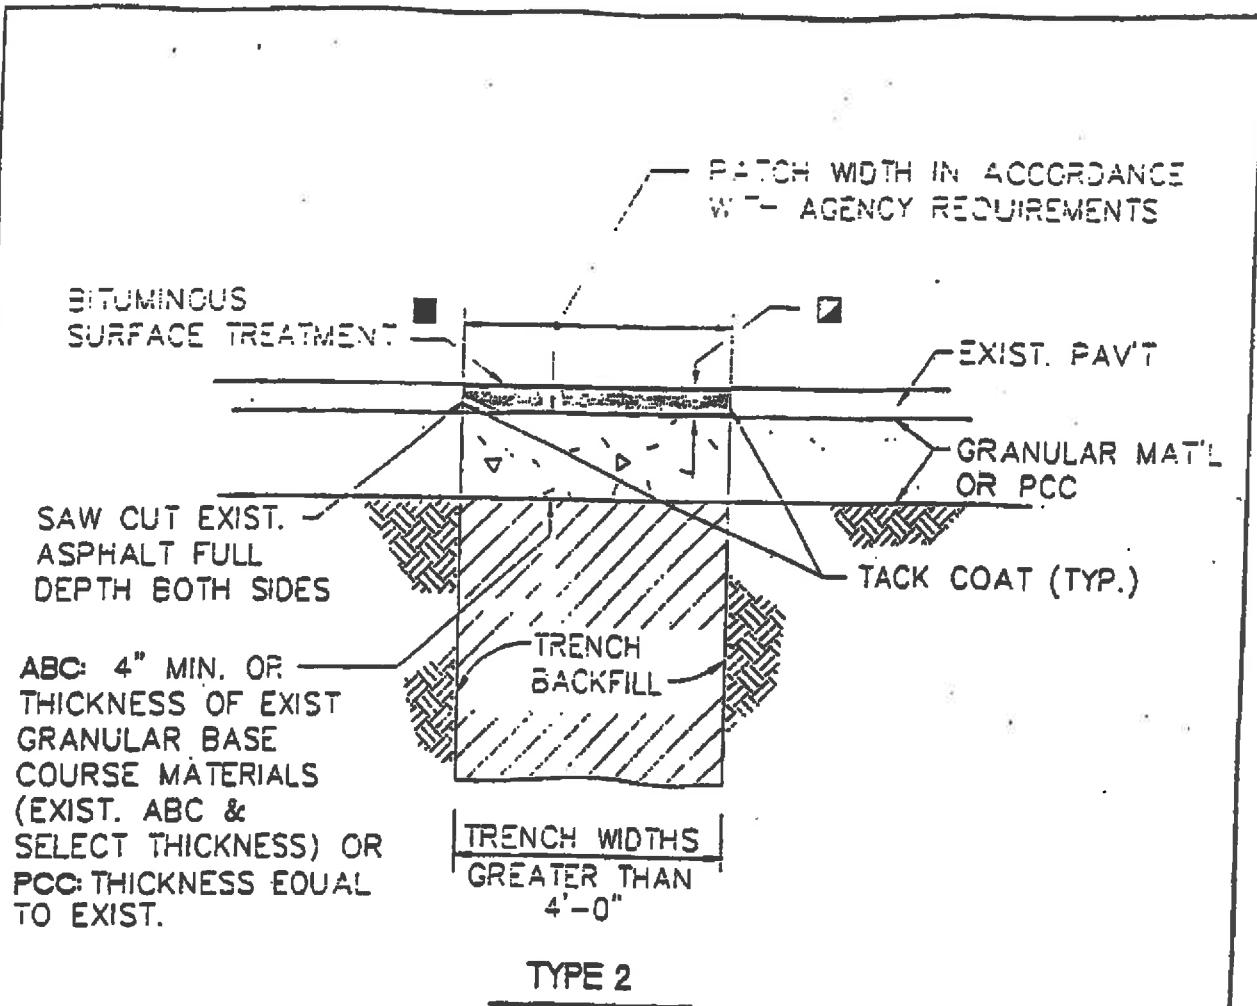 PATCH WIDTH IN ACCORDANCE
WITH AGENCY REQUIREMENTS
BITUMINOUS
SURFACE TREATMENT
EXIST. PAV'T
GRANULAR MAT'L
OR PCC
SAW CUT EXIST.
ASPHALT FULL
DEPTH BOTH SIDES
TACK COAT (TYP.)
ABC: 4" MIN. OR
THICKNESS OF EXIST
GRANULAR BASE
COURSE MATERIALS
(EXIST. ABC &
SELECT THICKNESS) OR
PCC: THICKNESS EQUAL
TO EXIST.
TRENCH
BACKFILL
TRENCH WIDTHS
GREATER THAN
4'-0"
TYPE 2